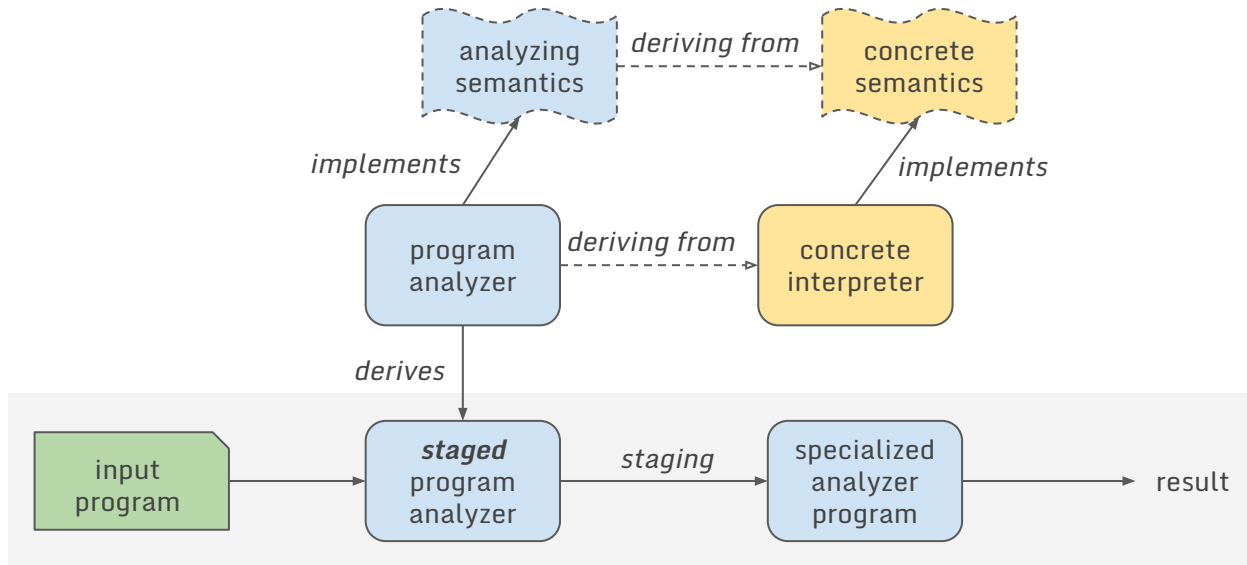 analyzing
semantics
deriving from
concrete
semantics
implements
implements
program
analyzer
deriving from
concrete
interpreter
derives
input
program
staged
program
analyzer
staging
specialized
analyzer
program
result